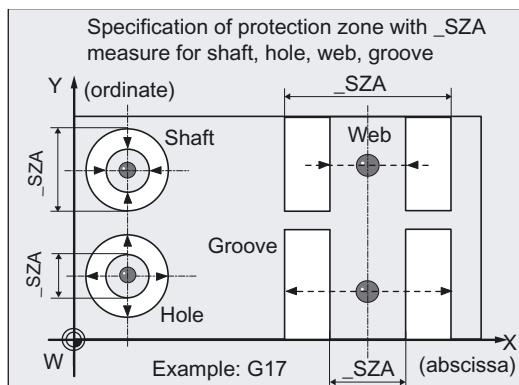 Specification of protection zone with _SZA
measure for shaft, hole, web, groove
Y
(ordinate)
_SZA
Shaft
Web
_SZA
Groove
_SZA
Hole
W
Example: G17
_SZA
X
(abscissa)